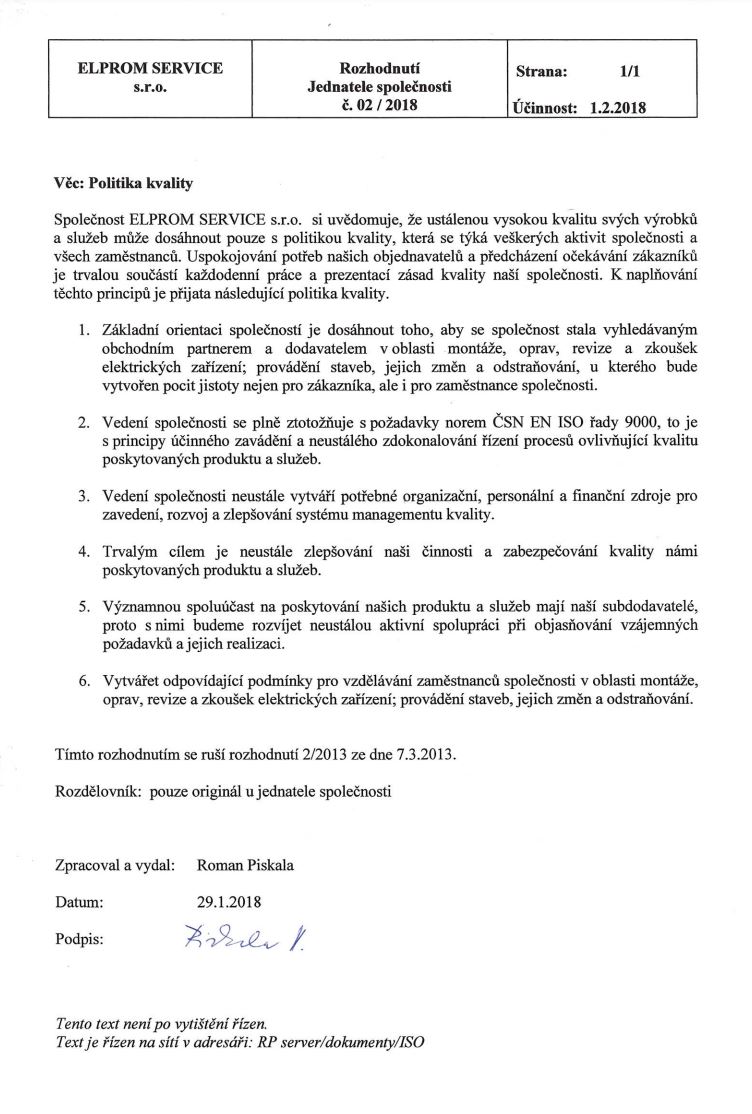 ELPROM SERVICE
s.r.o.
Rozhodnutí
Jednatele společnosti
č. 02 / 2018
Strana: 1/1
Účinnost: 1.2.2018
Věc: Politika kvality
Společnost ELPROM SERVICE s.r.o. si uvědomuje, že ustálenou vysokou kvalitu svých výrobků
a služeb může dosáhnout pouze s politikou kvality, která se týká veškerých aktivit společnosti a
všech zaměstnanců. Uspokojování potřeb našich objednavatelů a předcházení očekávání zákazníků
je trvalou součástí každodenní práce a prezentací zásad kvality naší společnosti. K naplňování
těchto principů je přijata následující politika kvality.
1. Základní orientaci společností je dosáhnout toho, aby se společnost stala vyhledávaným
obchodním partnerem a dodavatelem v oblasti montáže, oprav, revize a zkoušek
elektrických zařízení; provádění staveb, jejich změn a odstraňování, u kterého bude
vytvořen pocit jistoty nejen pro zákazníka, ale i pro zaměstnance společnosti.
2. Vedení společnosti se plně ztotožňuje s požadavky norem ČSN EN ISO řady 9000, to je
s principy účinného zavádění a neustálého zdokonalování řízení procesů ovlivňující kvalitu
poskytovaných produktu a služeb.
3. Vedení společnosti neustále vytváří potřebné organizační, personální a finanční zdroje pro
zavedení, rozvoj a zlepšování systému managementu kvality.
4. Trvalým cílem je neustále zlepšování naši činnosti a zabezpečování kvality námi
poskytovaných produktu a služeb.
5. Významnou spoluúčast na poskytování našich produktu a služeb mají naší subdodavatelé,
proto s nimi budeme rozvíjet neustálou aktivní spolupráci při objasňování vzájemných
požadavků a jejich realizaci.
6. Vytvářet odpovídající podmínky pro vzdělávání zaměstnanců společnosti v oblasti montáže,
oprav, revize a zkoušek elektrických zařízení; provádění staveb, jejich změn a odstraňování.
Tímto rozhodnutím se ruší rozhodnutí 2/2013 ze dne 7.3.2013.
Rozdělovník: pouze originál u jednatele společnosti
Zpracoval a vydal: Roman Piskala
Datum: 29.1.2018
Podpis:
Tento text není po vytištění řízen.
Text je řízen na sítí v adresáři: RP server/dokumenty/ISO